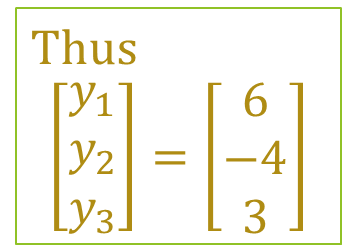 Thus
[y₁] [6]
[y₂] = [−4]
[y₃] [3]